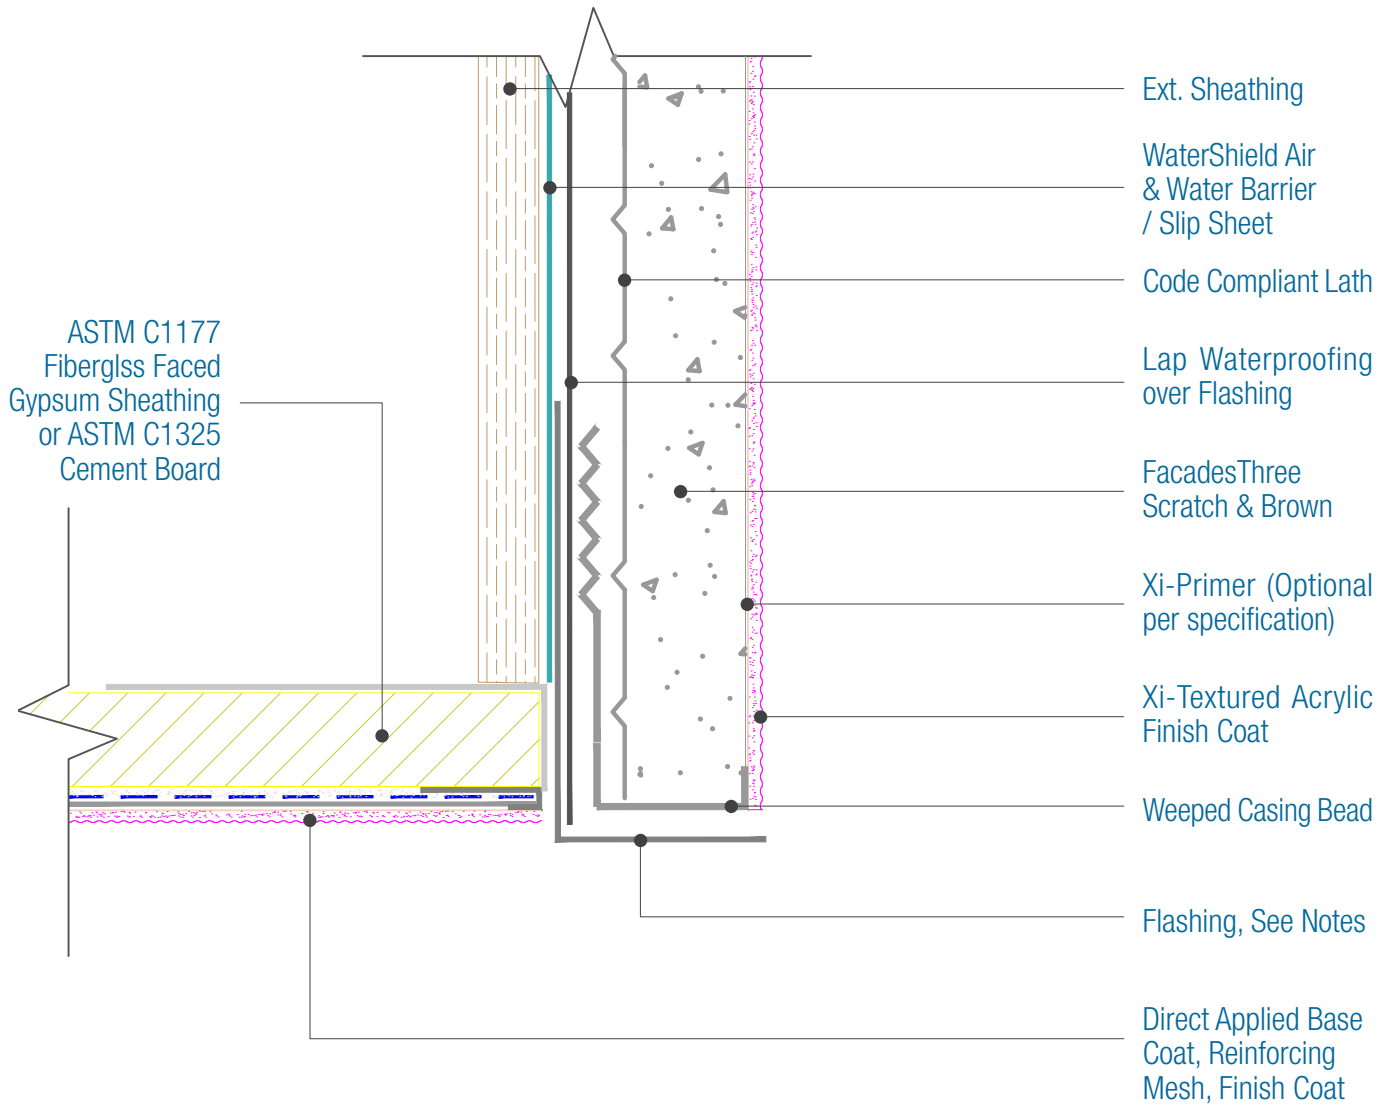 Ext. Sheathing
WaterShield Air
& Water Barrier
/ Slip Sheet
Code Compliant Lath
ASTM C1177
Fiberglss Faced
Gypsum Sheathing
or ASTM C1325
Cement Board
Lap Waterproofing
over Flashing
FacadesThree
Scratch & Brown
Xi-Primer (Optional
per specification)
Xi-Textured Acrylic
Finish Coat
Weeped Casing Bead
Flashing, See Notes
Direct Applied Base
Coat, Reinforcing
Mesh, Finish Coat